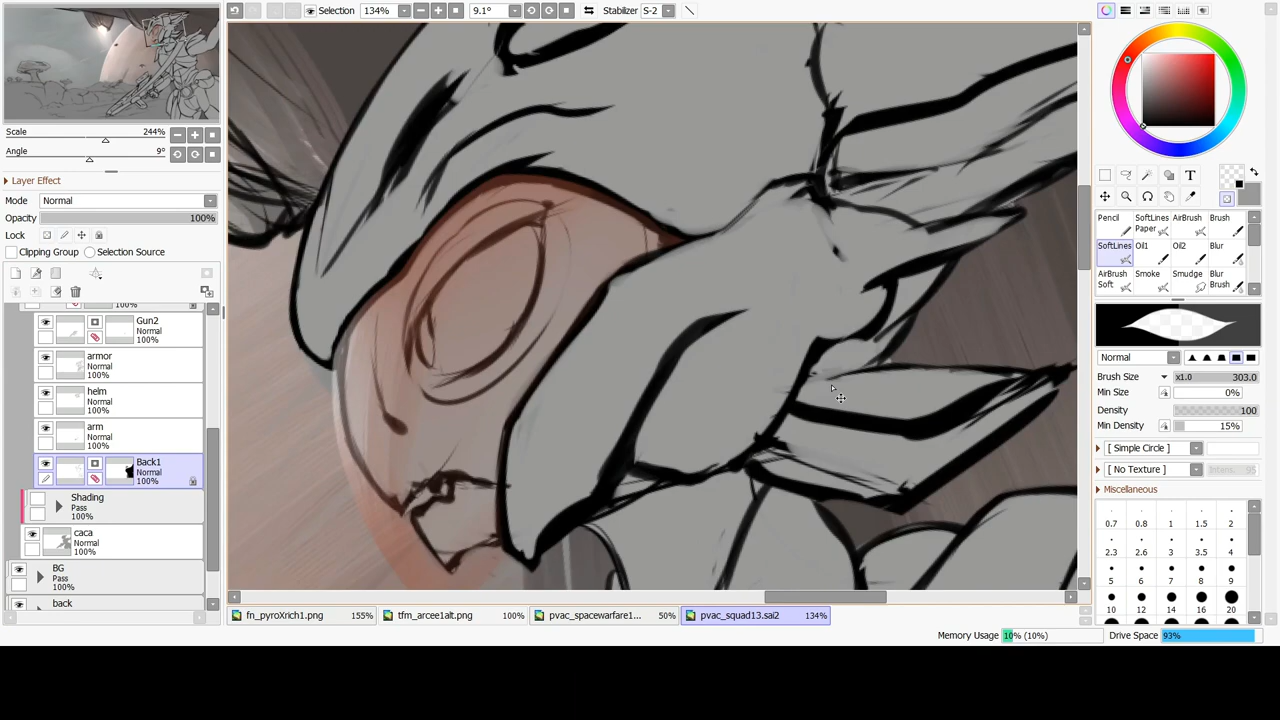 Selection 134% 9.1° Stabilizer S-2
Scale 244%
Angle 9°
Layer Effect
Mode Normal
Opacity 100%
Lock
Clipping Group Selection Source
100%
Gun2
Normal
100%
armor
Normal
100%
helm
Normal
100%
arm
Normal
100%
Back1
Normal
100%
Shading
Pass
100%
caca
Normal
100%
BG
Pass
100%
back
T
Pencil SoftLines Paper AirBrush Brush
SoftLines Oil1 Oil2 Blur
AirBrush Soft Smoke Smudge Blur Brush
Normal
Brush Size x1.0 303.0
Min Size 0%
Density 100
Min Density 15%
[ Simple Circle ]
[ No Texture ] Intens. 95
Miscellaneous
0.7 0.8 1 1.5 2
2.3 2.6 3 3.5 4
5 6 7 8 9
10 12 14 16 20
fn_pyroXrich1.png 155% tfm_arcee1alt.png 100% pvac_spacewarfare1... 50% pvac_squad13.sai2 134%
Memory Usage 10% (10%) Drive Space 93%